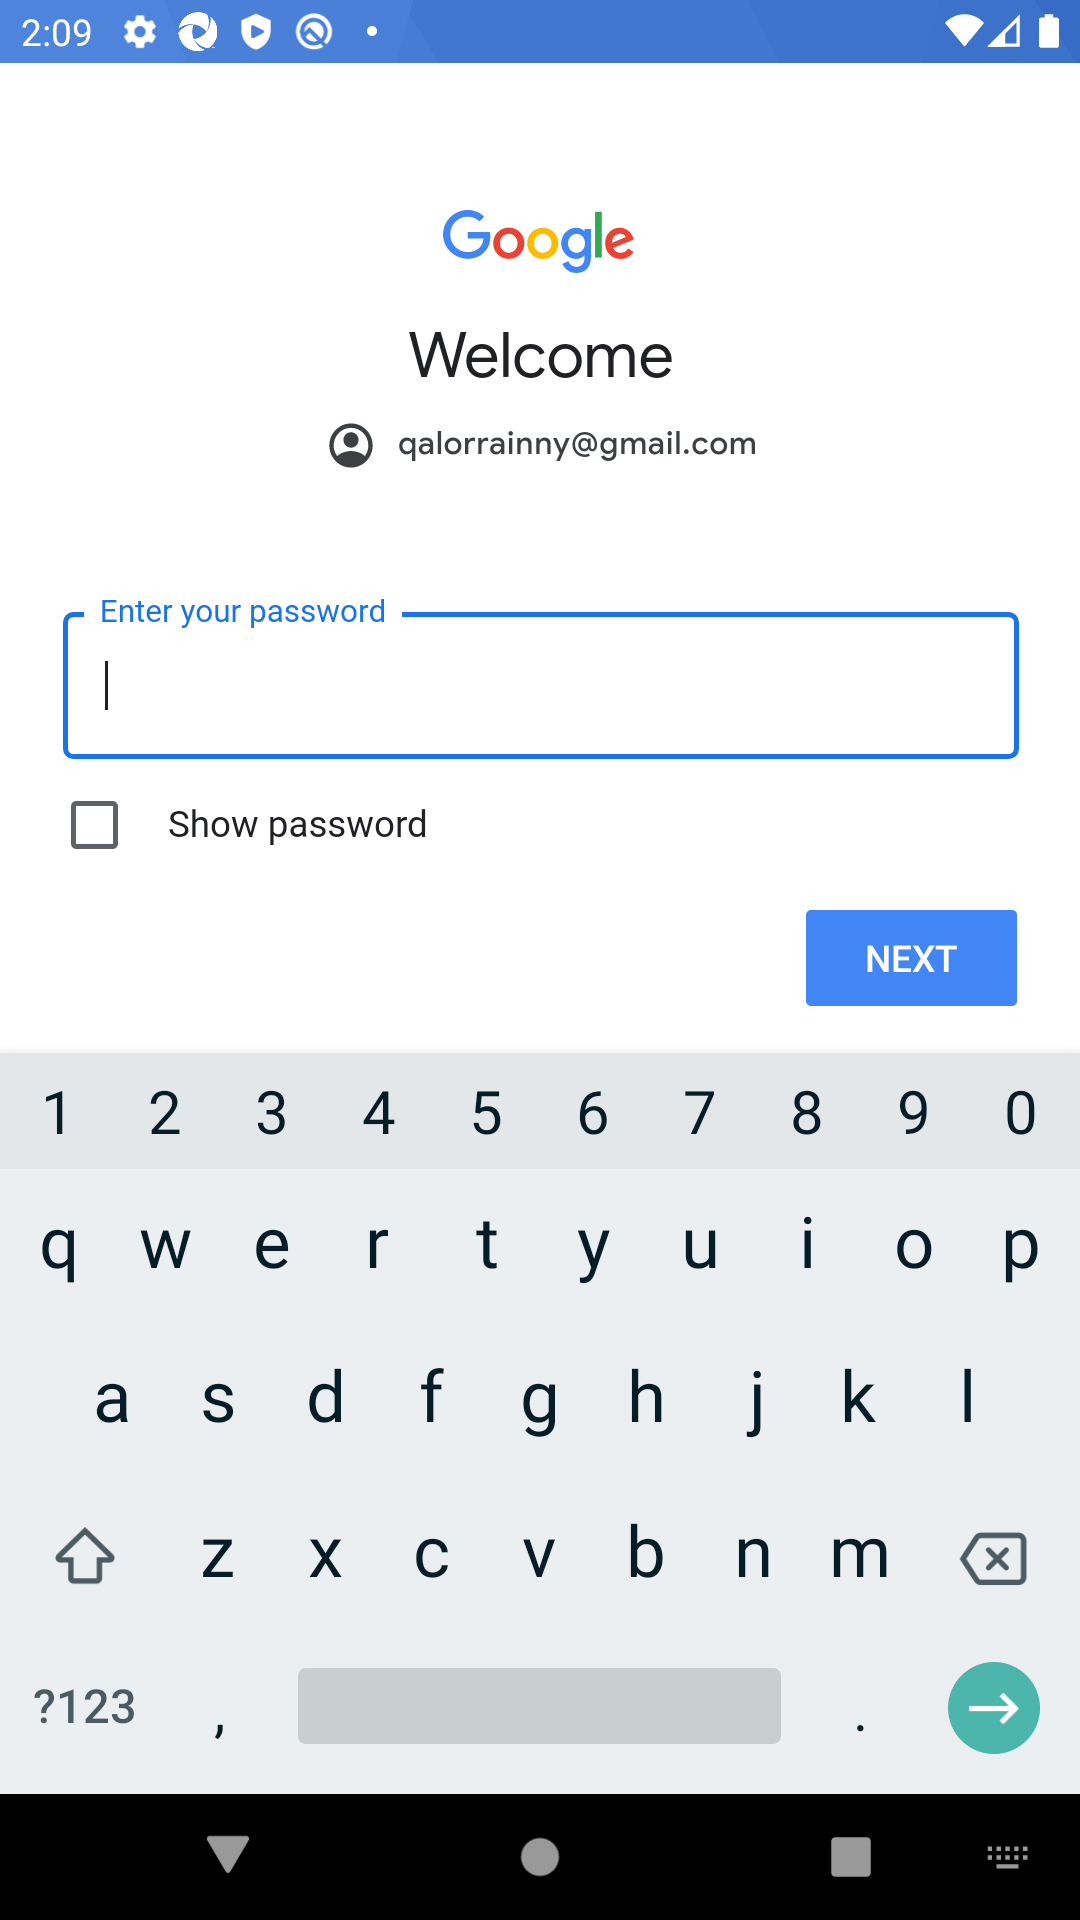 2:09
Google
Welcome
qalorrainny@gmail.com
Enter your password
Show password
NEXT
1 2 3 4 5 6 7 8 9 0
q w e r t y u i o p
a s d f g h j k l
z x c v b n m
?123 , .